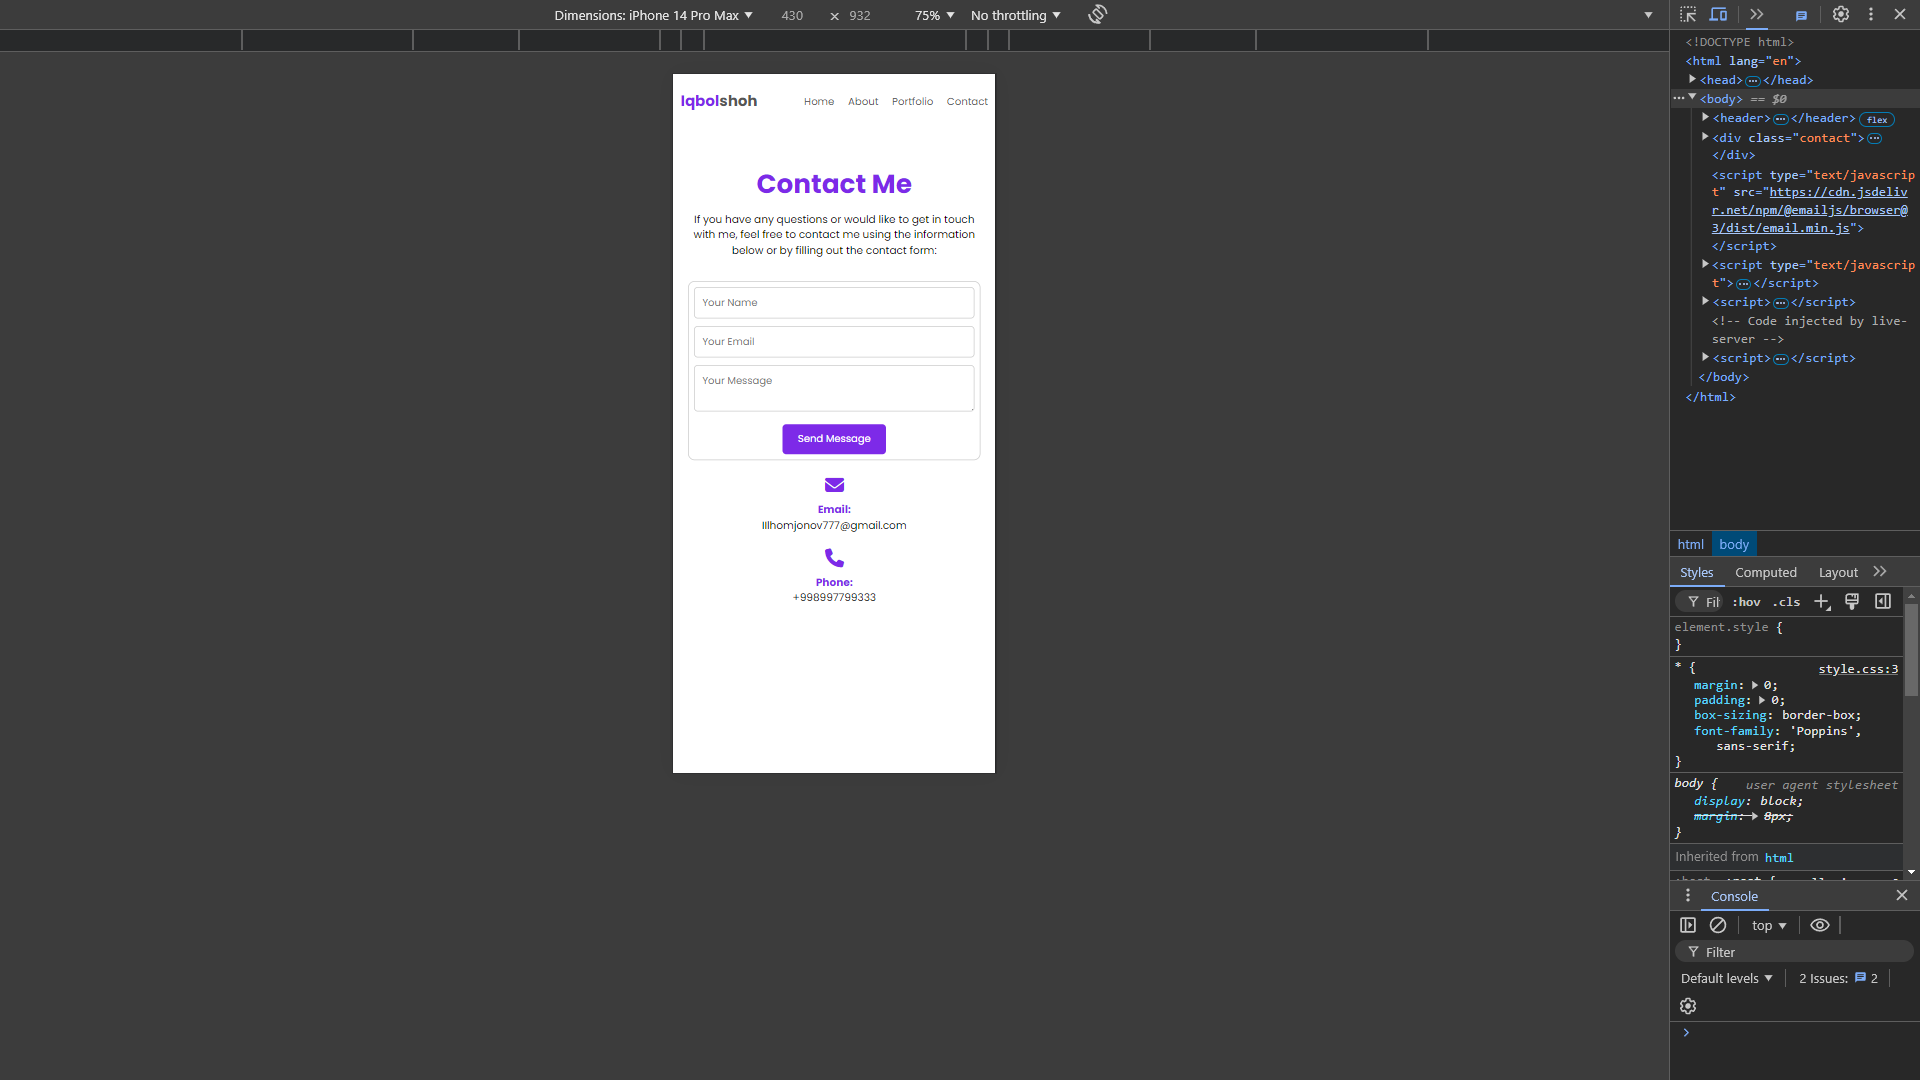 Dimensions: iPhone 14 Pro Max 430 x 932 75% No throttling
Iqbolshoh
Home About Portfolio Contact
Contact Me
If you have any questions or would like to get in touch
with me, feel free to contact me using the information
below or by filling out the contact form:
Your Name
Your Email
Your Message
Send Message
Email:
IIlhomjonov777@gmail.com
Phone:
+998997799333
<!DOCTYPE html>
<html lang="en">
<head> </head>
<body> == $0
<header> </header> flex
<div class="contact">
</div>
<script type="text/javascrip
t" src="https://cdn.jsdeliv
r.net/npm/@emailjs/browser@
3/dist/email.min.js">
</script>
<script type="text/javascrip
t"> </script>
<script> </script>
<!-- Code injected by live-
server -->
<script> </script>
</body>
</html>
html body
Styles Computed Layout
Fil :hov .cls
element.style {
}
* { style.css:3
margin: 0;
padding: 0;
box-sizing: border-box;
font-family: 'Poppins',
sans-serif;
}
body { user agent stylesheet
display: block;
margin: 8px;
}
Inherited from html
Console
top
Filter
Default levels 2 Issues: 2